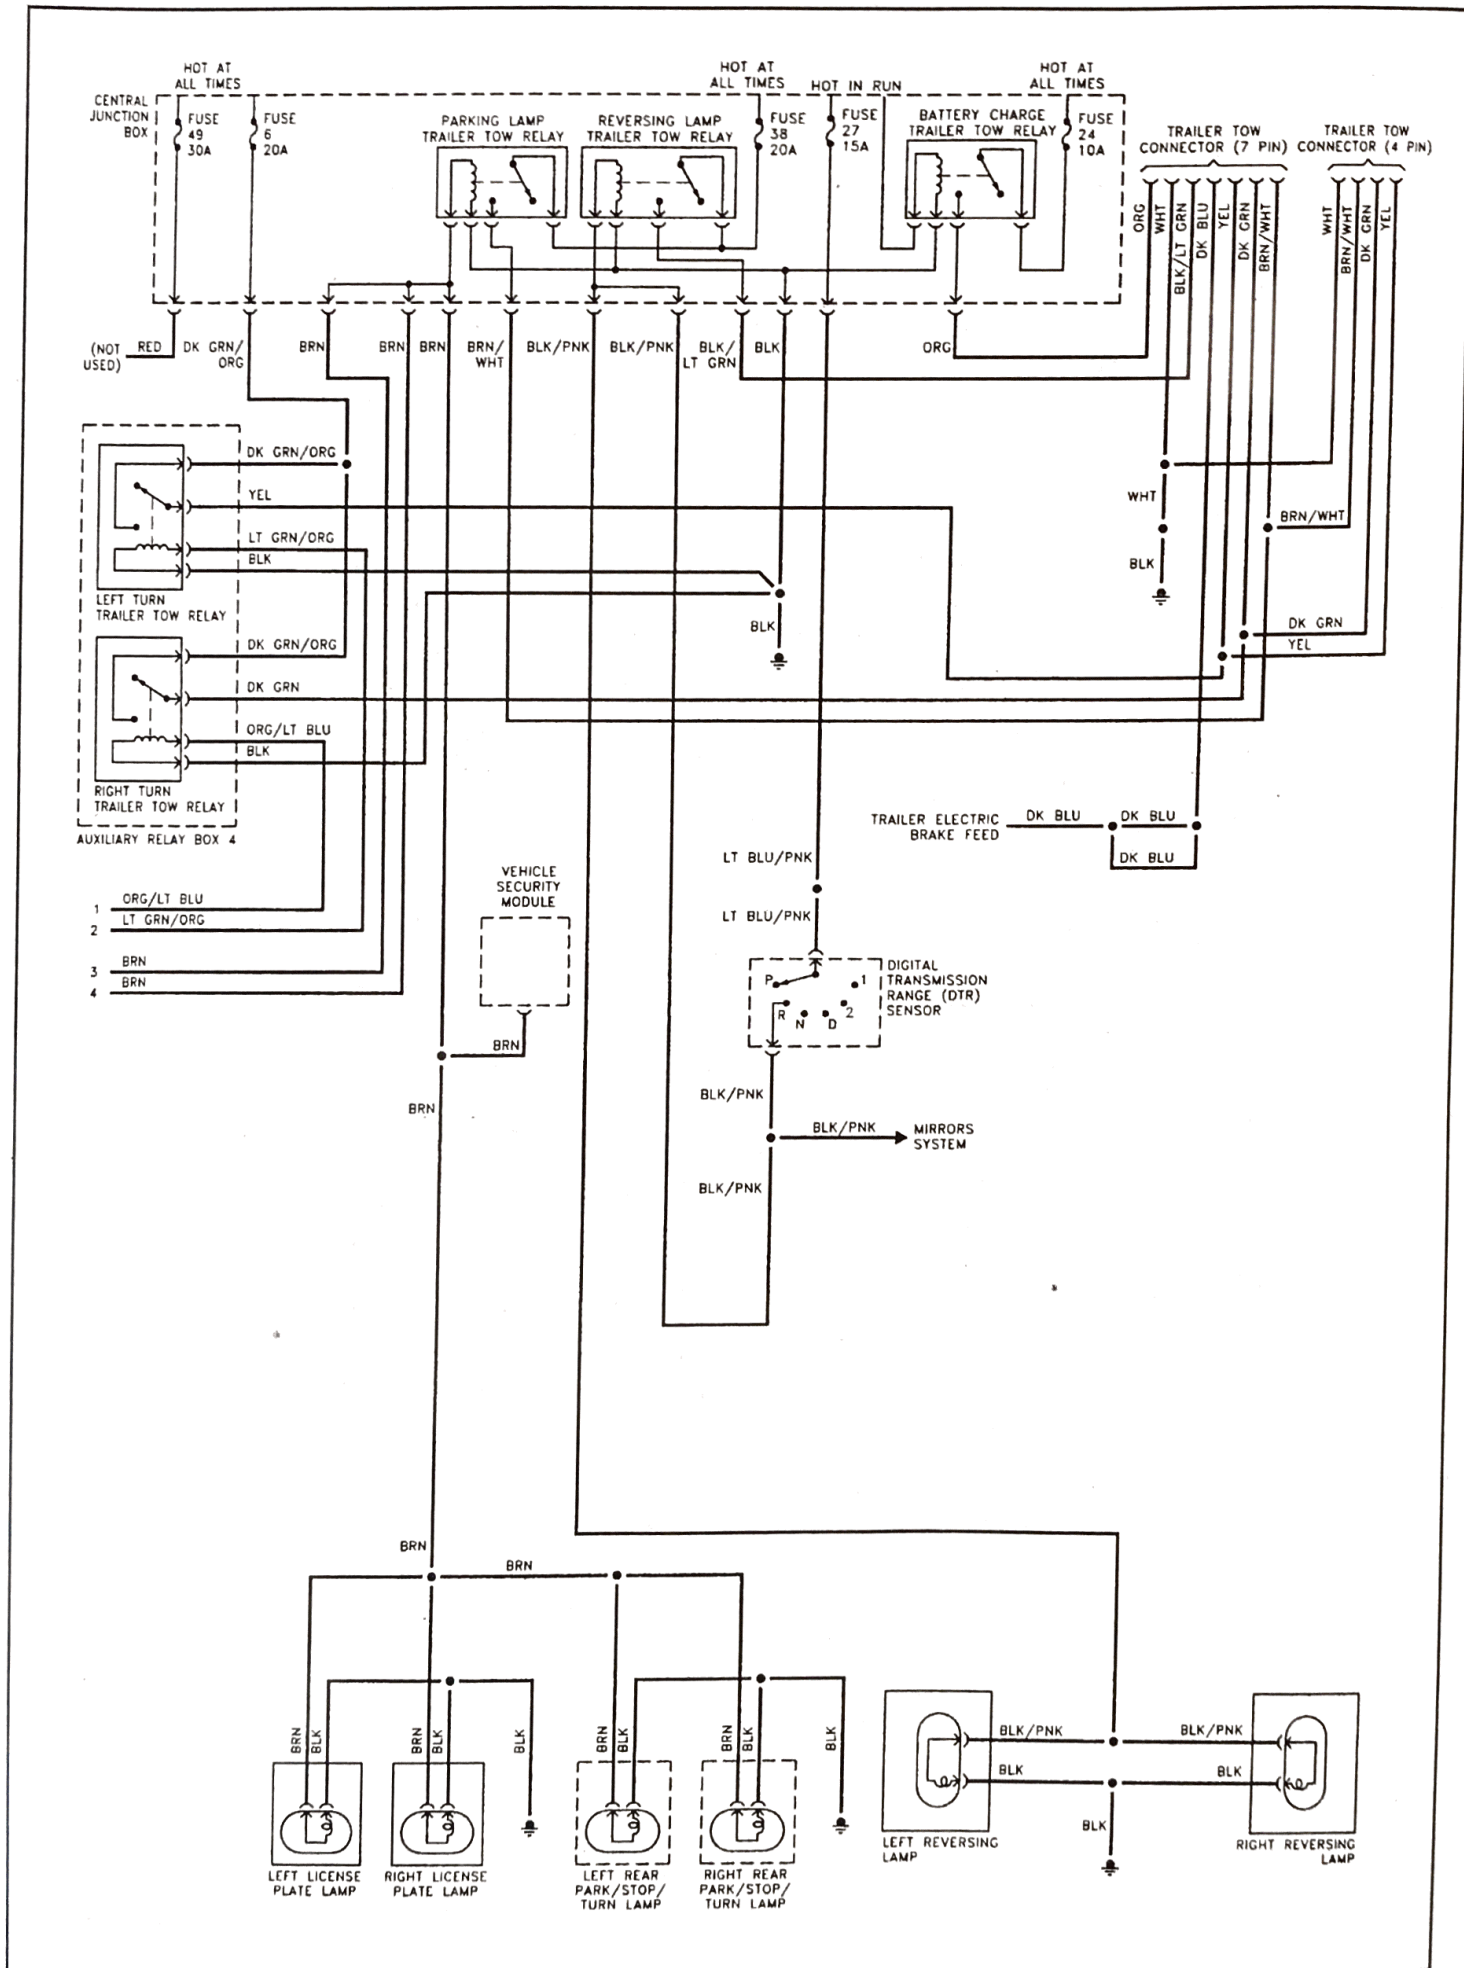 HOT AT
ALL TIMES
HOT AT
ALL TIMES
HOT IN RUN
HOT AT
ALL TIMES
CENTRAL
JUNCTION
BOX
FUSE
49
30A
FUSE
6
20A
PARKING LAMP
TRAILER TOW RELAY
REVERSING LAMP
TRAILER TOW RELAY
FUSE
38
20A
FUSE
27
15A
BATTERY CHARGE
TRAILER TOW RELAY
FUSE
24
10A
TRAILER TOW
CONNECTOR (7 PIN)
TRAILER TOW
CONNECTOR (4 PIN)
ORG
WHT
BLK/LT GRN
DK BLU
YEL
DK GRN
BRN/WHT
WHT
BRN/WHT
DK GRN
YEL
(NOT
USED)
RED
DK GRN/
ORG
BRN
BRN
BRN
BRN/
WHT
BLK/PNK
BLK/PNK
BLK/
LT GRN
BLK
ORG
DK GRN/ORG
YEL
LT GRN/ORG
BLK
LEFT TURN
TRAILER TOW RELAY
WHT
BRN/WHT
BLK
BLK
DK GRN
YEL
DK GRN/ORG
DK GRN
ORG/LT BLU
BLK
RIGHT TURN
TRAILER TOW RELAY
AUXILIARY RELAY BOX 4
TRAILER ELECTRIC
BRAKE FEED
DK BLU
DK BLU
DK BLU
LT BLU/PNK
LT BLU/PNK
VEHICLE
SECURITY
MODULE
1 ORG/LT BLU
2 LT GRN/ORG
3 BRN
4 BRN
P
R
N
D
2
1
DIGITAL
TRANSMISSION
RANGE (DTR)
SENSOR
BRN
BRN
BLK/PNK
BLK/PNK
MIRRORS
SYSTEM
BLK/PNK
BRN
BRN
BRN
BLK
BRN
BLK
BLK
BRN
BLK
BRN
BLK
BLK
BLK/PNK
BLK/PNK
BLK
BLK
BLK
LEFT LICENSE
PLATE LAMP
RIGHT LICENSE
PLATE LAMP
LEFT REAR
PARK/STOP/
TURN LAMP
RIGHT REAR
PARK/STOP/
TURN LAMP
LEFT REVERSING
LAMP
RIGHT REVERSING
LAMP